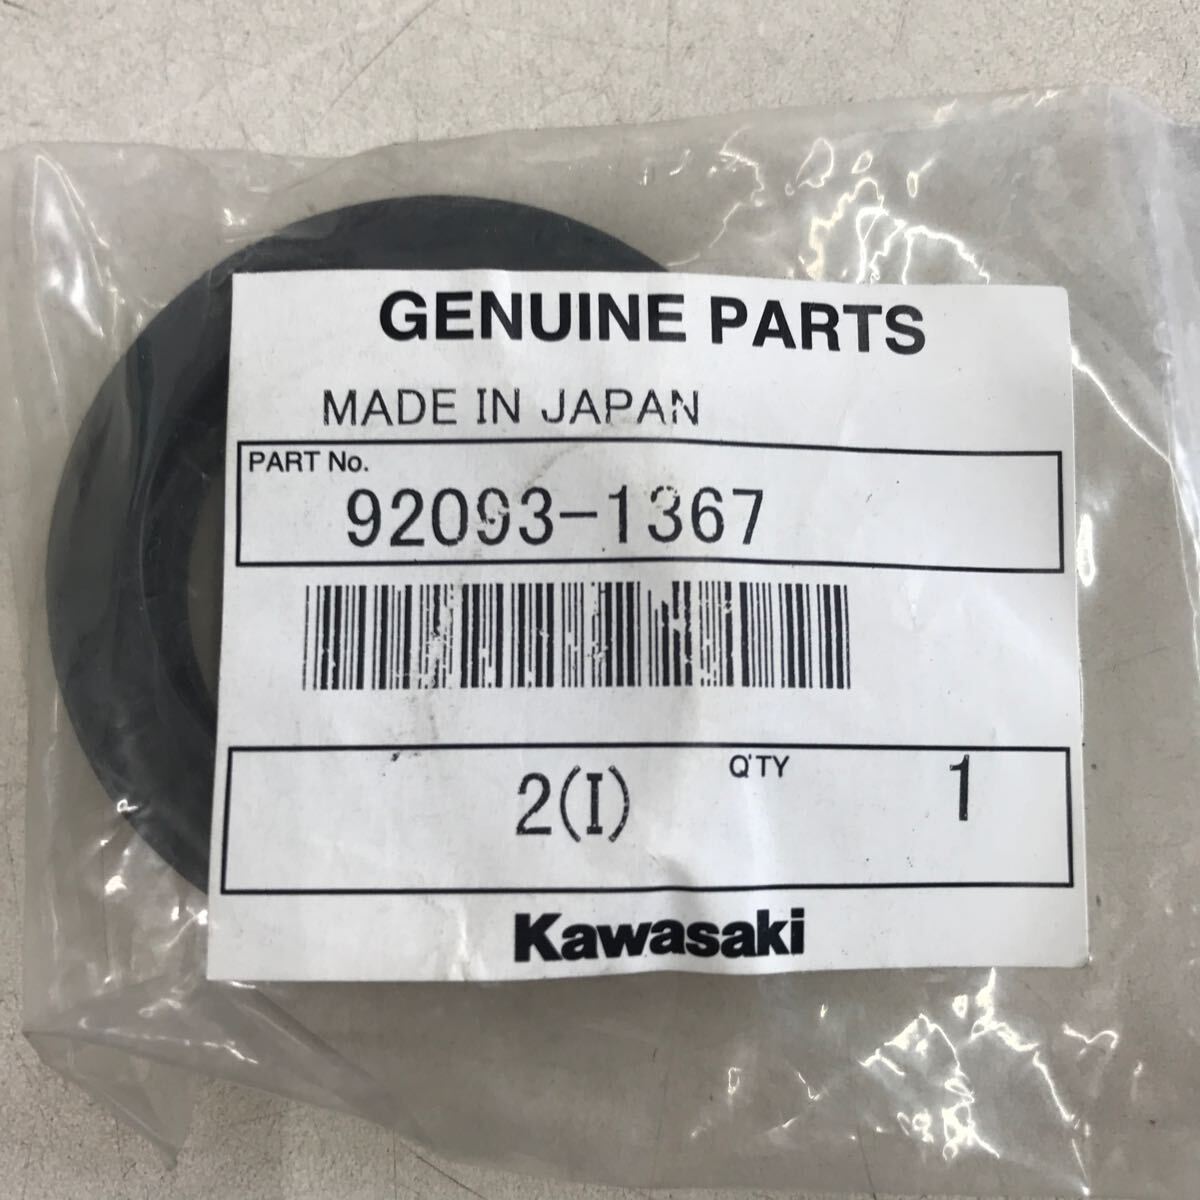 GENUINE PARTS
MADE IN JAPAN
PART No.
92093-1367
2(I)
Q'TY
1
Kawasaki